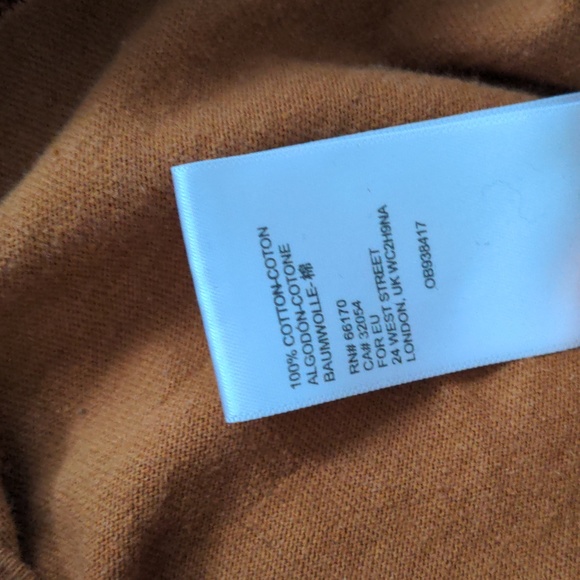 100% COTTON-COTON
ALGODÓN-COTONE
BAUMWOLLE-棉
RN# 66170
CA# 32054
FOR EU
24 WEST STREET
LONDON, UK WC2H9NA
OB938417